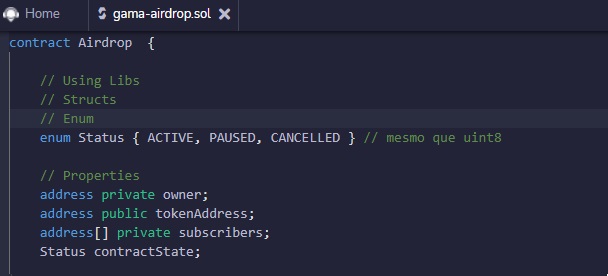 Home gama-airdrop.sol
contract Airdrop {
// Using Libs
// Structs
// Enum
enum Status { ACTIVE, PAUSED, CANCELLED } // mesmo que uint8
// Properties
address private owner;
address public tokenAddress;
address[] private subscribers;
Status contractState;